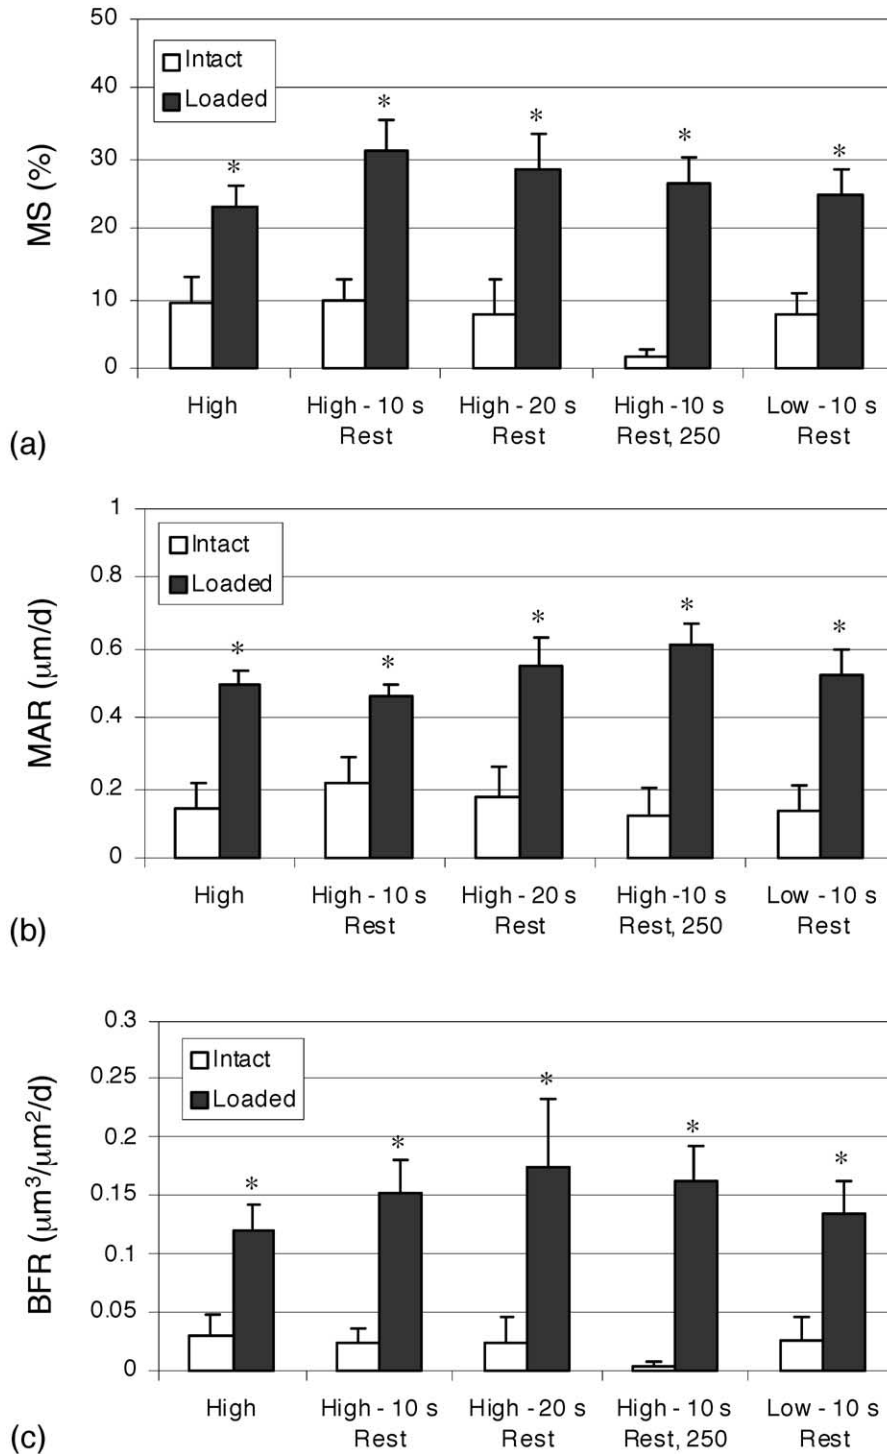 50
40
30
20
10
0
MS (%)
Intact
Loaded
* * * * *
High
High - 10 s
Rest
High - 20 s
Rest
High -10 s
Rest, 250
Low - 10 s
Rest
(a)
1
0.8
0.6
0.4
0.2
0
MAR (µm/d)
Intact
Loaded
* * * * *
High
High - 10 s
Rest
High - 20 s
Rest
High -10 s
Rest, 250
Low - 10 s
Rest
(b)
0.3
0.25
0.2
0.15
0.1
0.05
0
BFR (µm³/µm²/d)
Intact
Loaded
* * * * *
High
High - 10 s
Rest
High - 20 s
Rest
High -10 s
Rest, 250
Low - 10 s
Rest
(c)